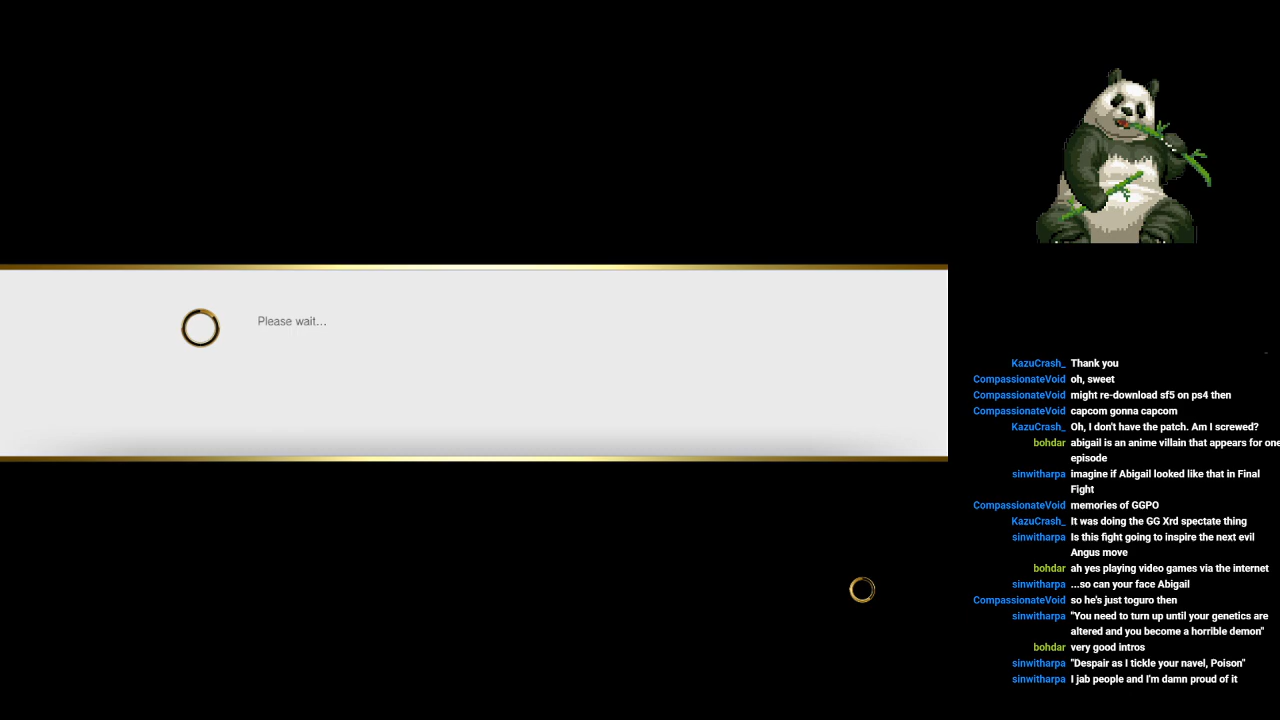 Please wait...
KazuCrash_ Thank you
CompassionateVoid oh, sweet
CompassionateVoid might re-download sf5 on ps4 then
CompassionateVoid capcom gonna capcom
KazuCrash_ Oh, I don't have the patch. Am I screwed?
bohdar abigail is an anime villain that appears for one
episode
sinwitharpa imagine if Abigail looked like that in Final
Fight
CompassionateVoid memories of GGPO
KazuCrash_ It was doing the GG Xrd spectate thing
sinwitharpa Is this fight going to inspire the next evil
Angus move
bohdar ah yes playing video games via the internet
sinwitharpa ...so can your face Abigail
CompassionateVoid so he's just toguro then
sinwitharpa "You need to turn up until your genetics are
altered and you become a horrible demon"
bohdar very good intros
sinwitharpa "Despair as I tickle your navel, Poison"
sinwitharpa I jab people and I'm damn proud of it